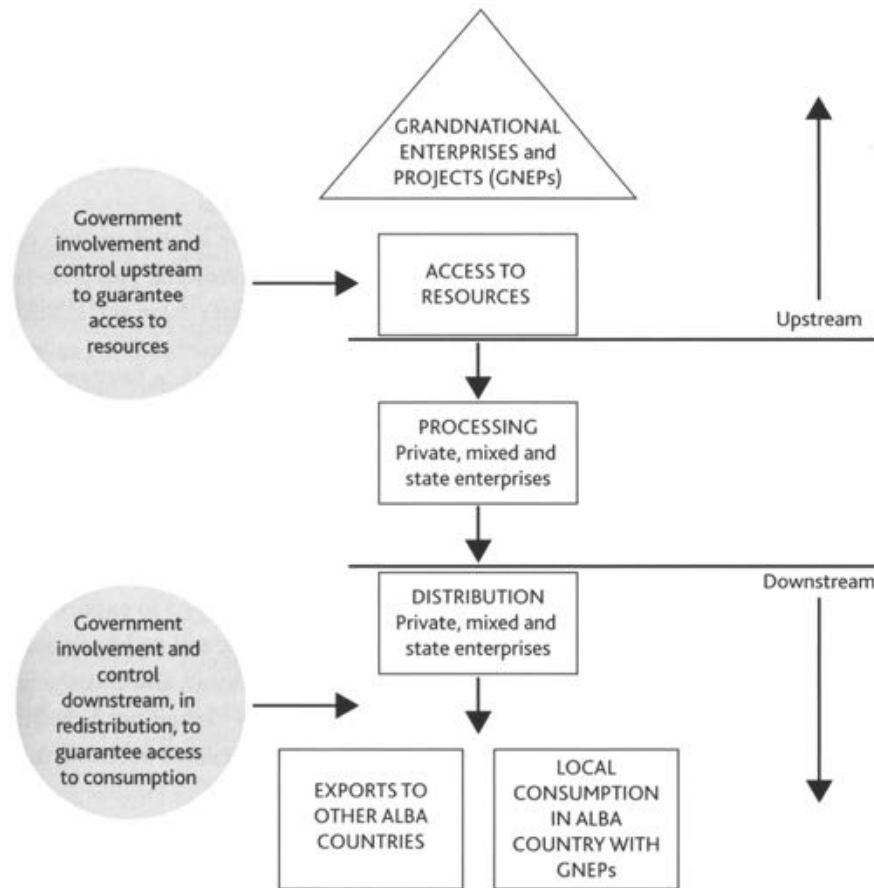 GRANDNATIONAL
ENTERPRISES and
PROJECTS (GNEPs)
Government
involvement and
control upstream
to guarantee
access to
resources
ACCESS TO
RESOURCES
Upstream
PROCESSING
Private, mixed and
state enterprises
Downstream
DISTRIBUTION
Private, mixed and
state enterprises
Government
involvement and
control
downstream, in
redistribution, to
guarantee access
to consumption
EXPORTS TO
OTHER ALBA
COUNTRIES
LOCAL
CONSUMPTION
IN ALBA
COUNTRY WITH
GNEPs